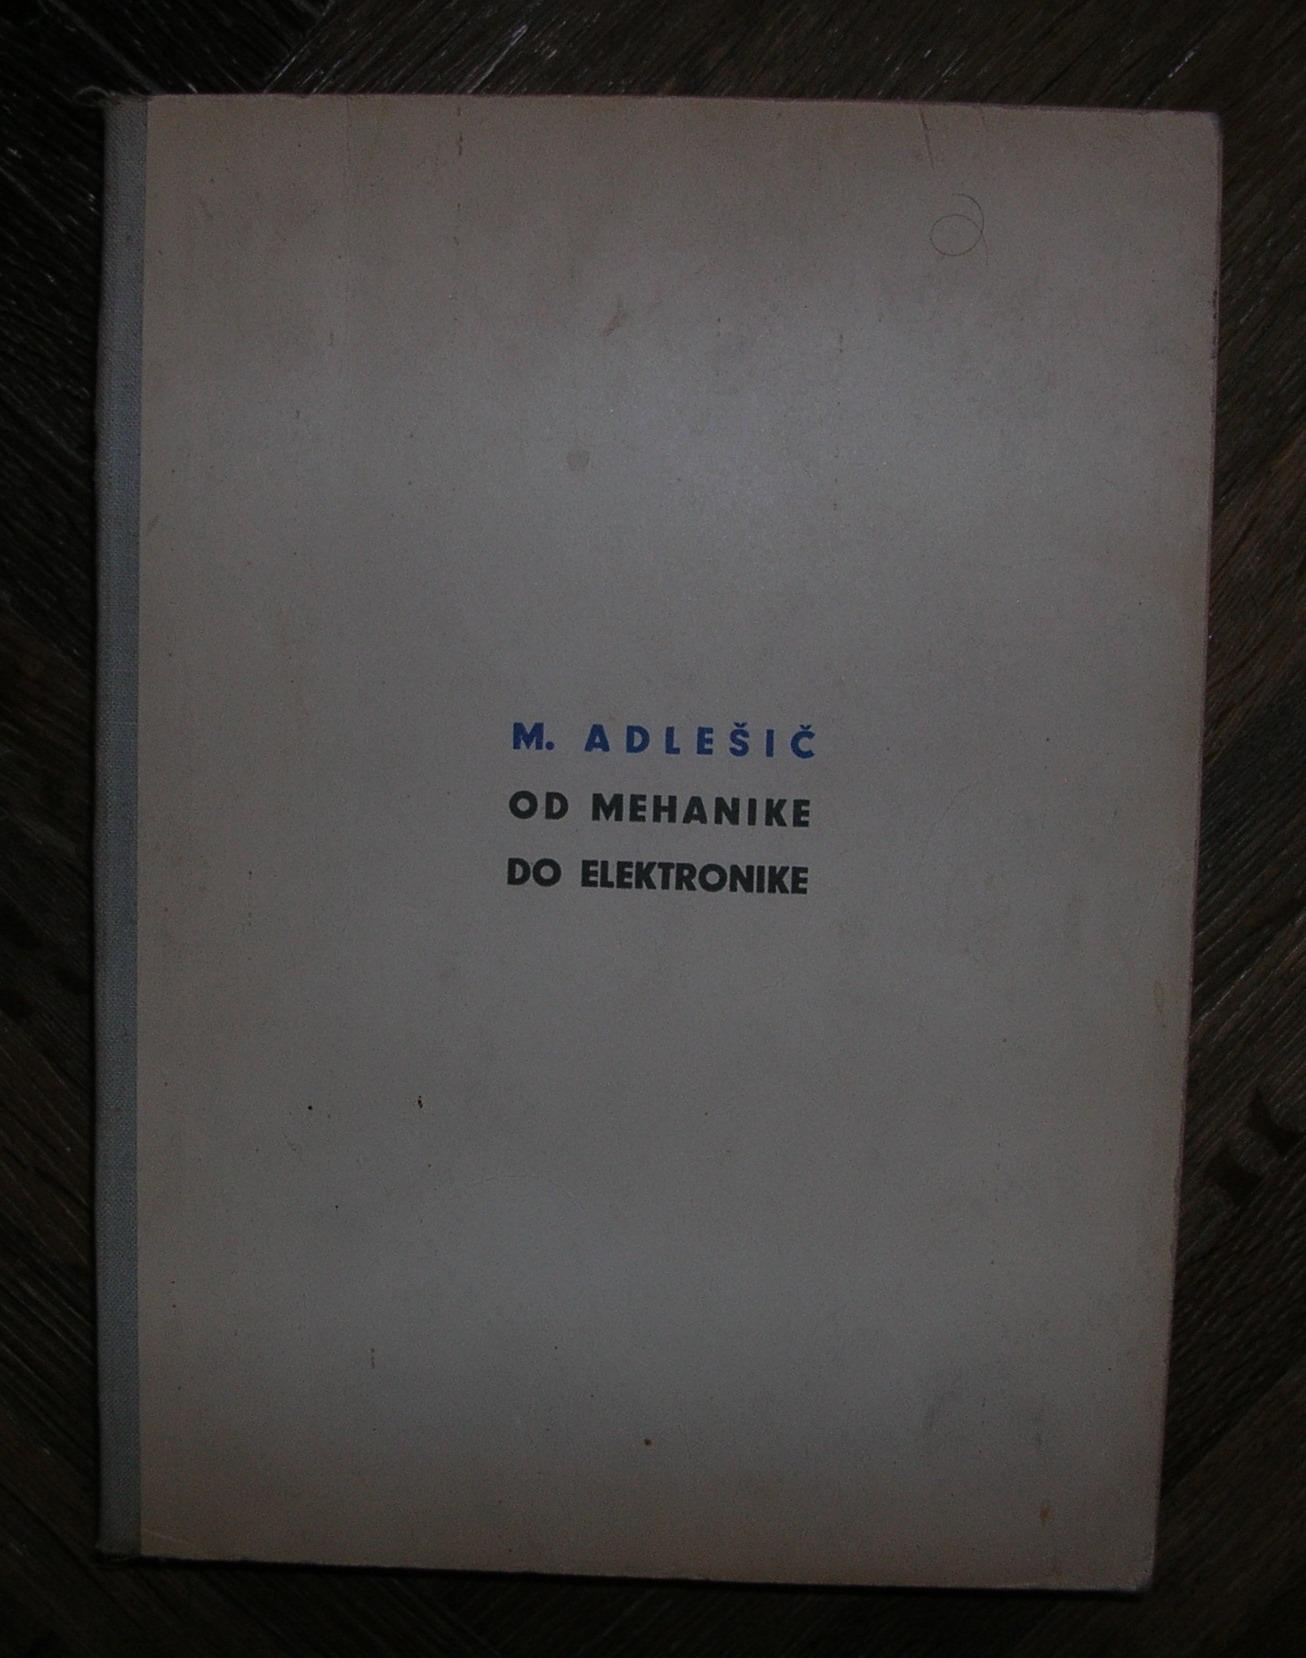 M. ADLEŠIČ
OD MEHANIKE
DO ELEKTRONIKE